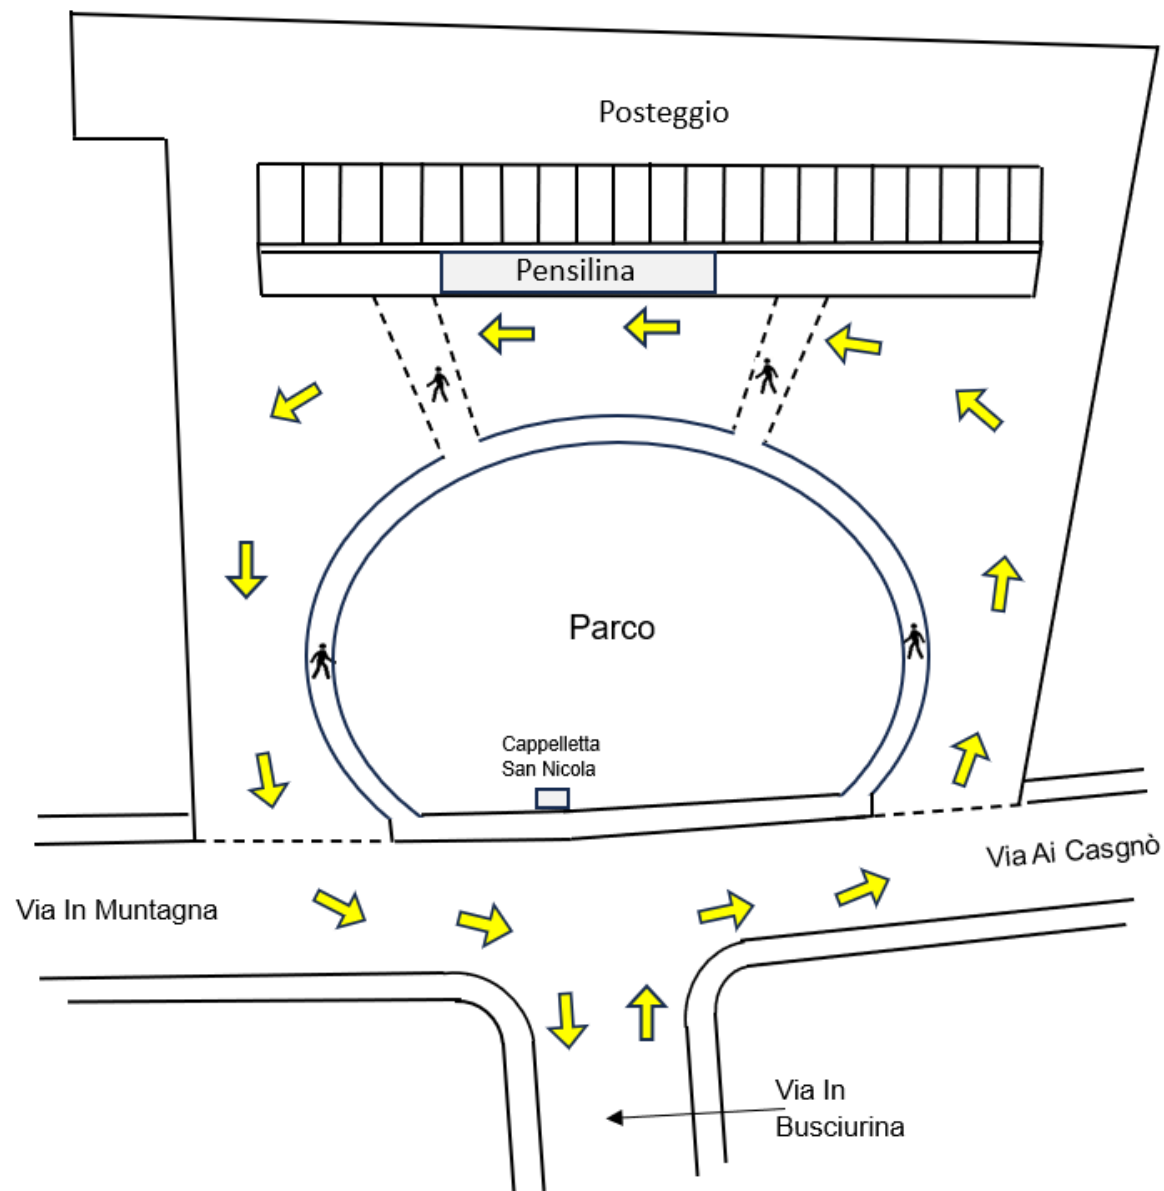 Posteggio
Pensilina
Parco
Cappelletta
San Nicola
Via Ai Casgnò
Via In Muntagna
Via In
Busciurina